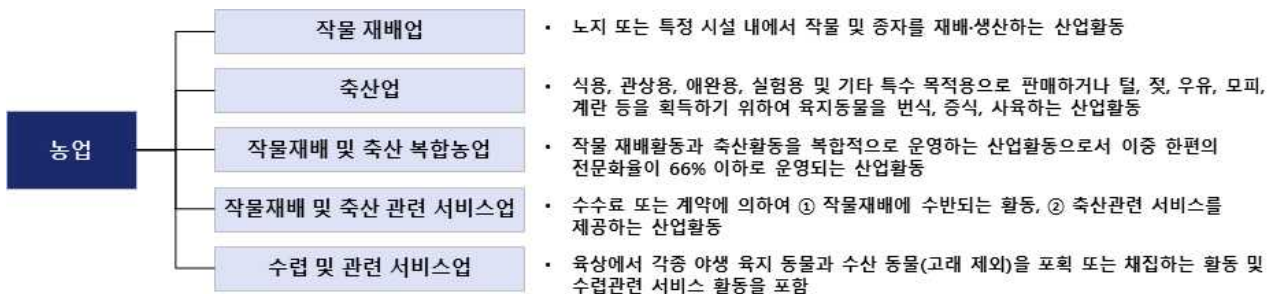 농업
작물 재배업
• 노지 또는 특정 시설 내에서 작물 및 종자를 재배·생산하는 산업활동
축산업
• 식용, 관상용, 애완용, 실험용 및 기타 특수 목적용으로 판매하거나 털, 젖, 우유, 모피,
계란 등을 획득하기 위하여 육지동물을 번식, 증식, 사육하는 산업활동
작물재배 및 축산 복합농업
• 작물 재배활동과 축산활동을 복합적으로 운영하는 산업활동으로서 이중 한편의
전문화율이 66% 이하로 운영되는 산업활동
작물재배 및 축산 관련 서비스업
• 수수료 또는 계약에 의하여 ① 작물재배에 수반되는 활동, ② 축산관련 서비스를
제공하는 산업활동
수렵 및 관련 서비스업
• 육상에서 각종 야생 육지 동물과 수산 동물(고래 제외)을 포획 또는 채집하는 활동 및
수렵관련 서비스 활동을 포함